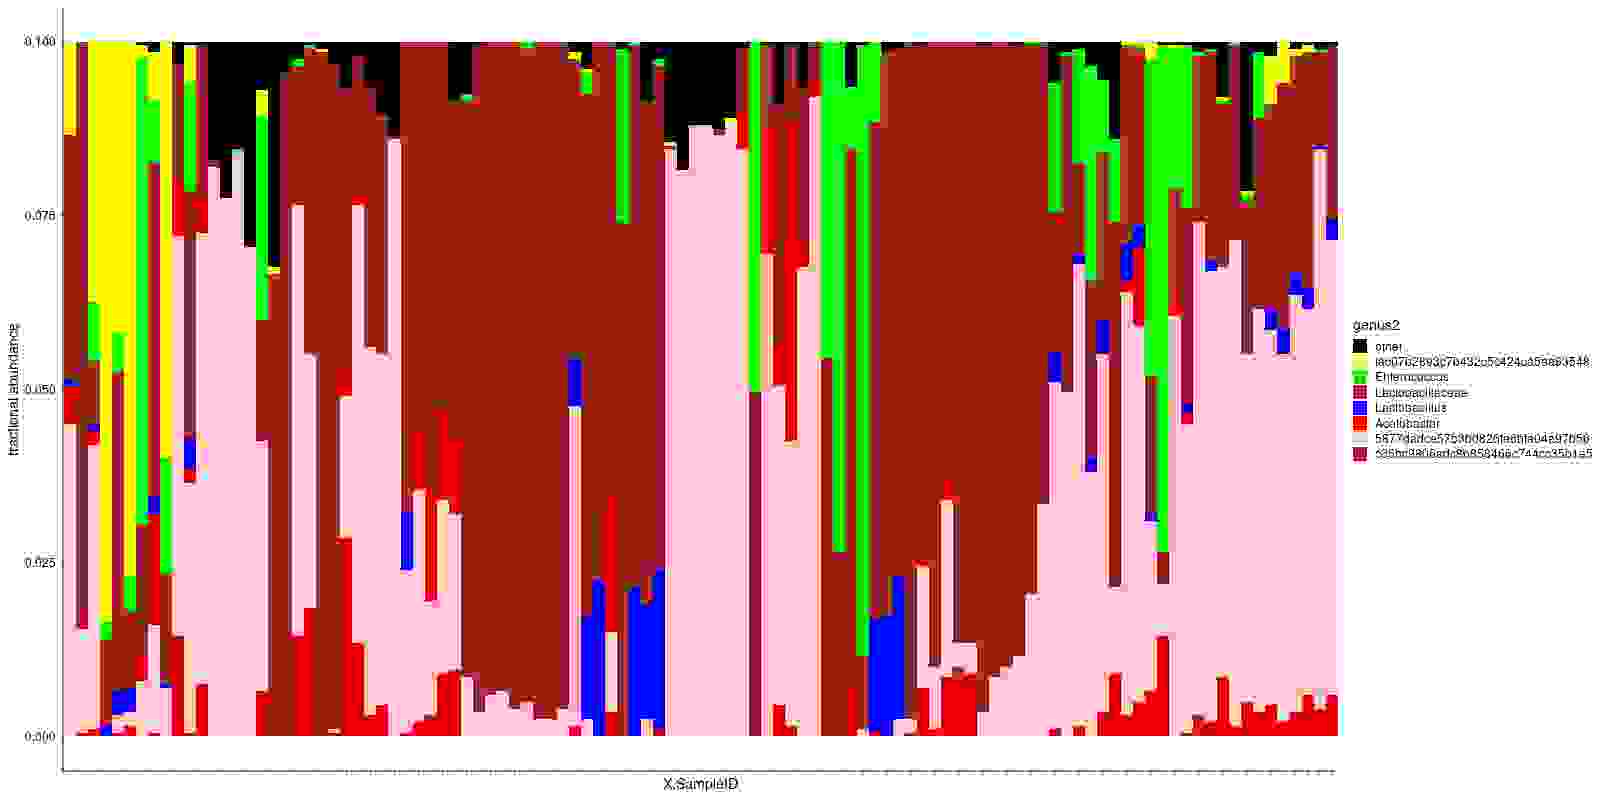 0.100
0.075
0.050
0.025
0.000
fractional abundance
X.SampleID
genus2
other
Enterococcus
Lactobacillaceae
Lactobacillus
Acetobacter